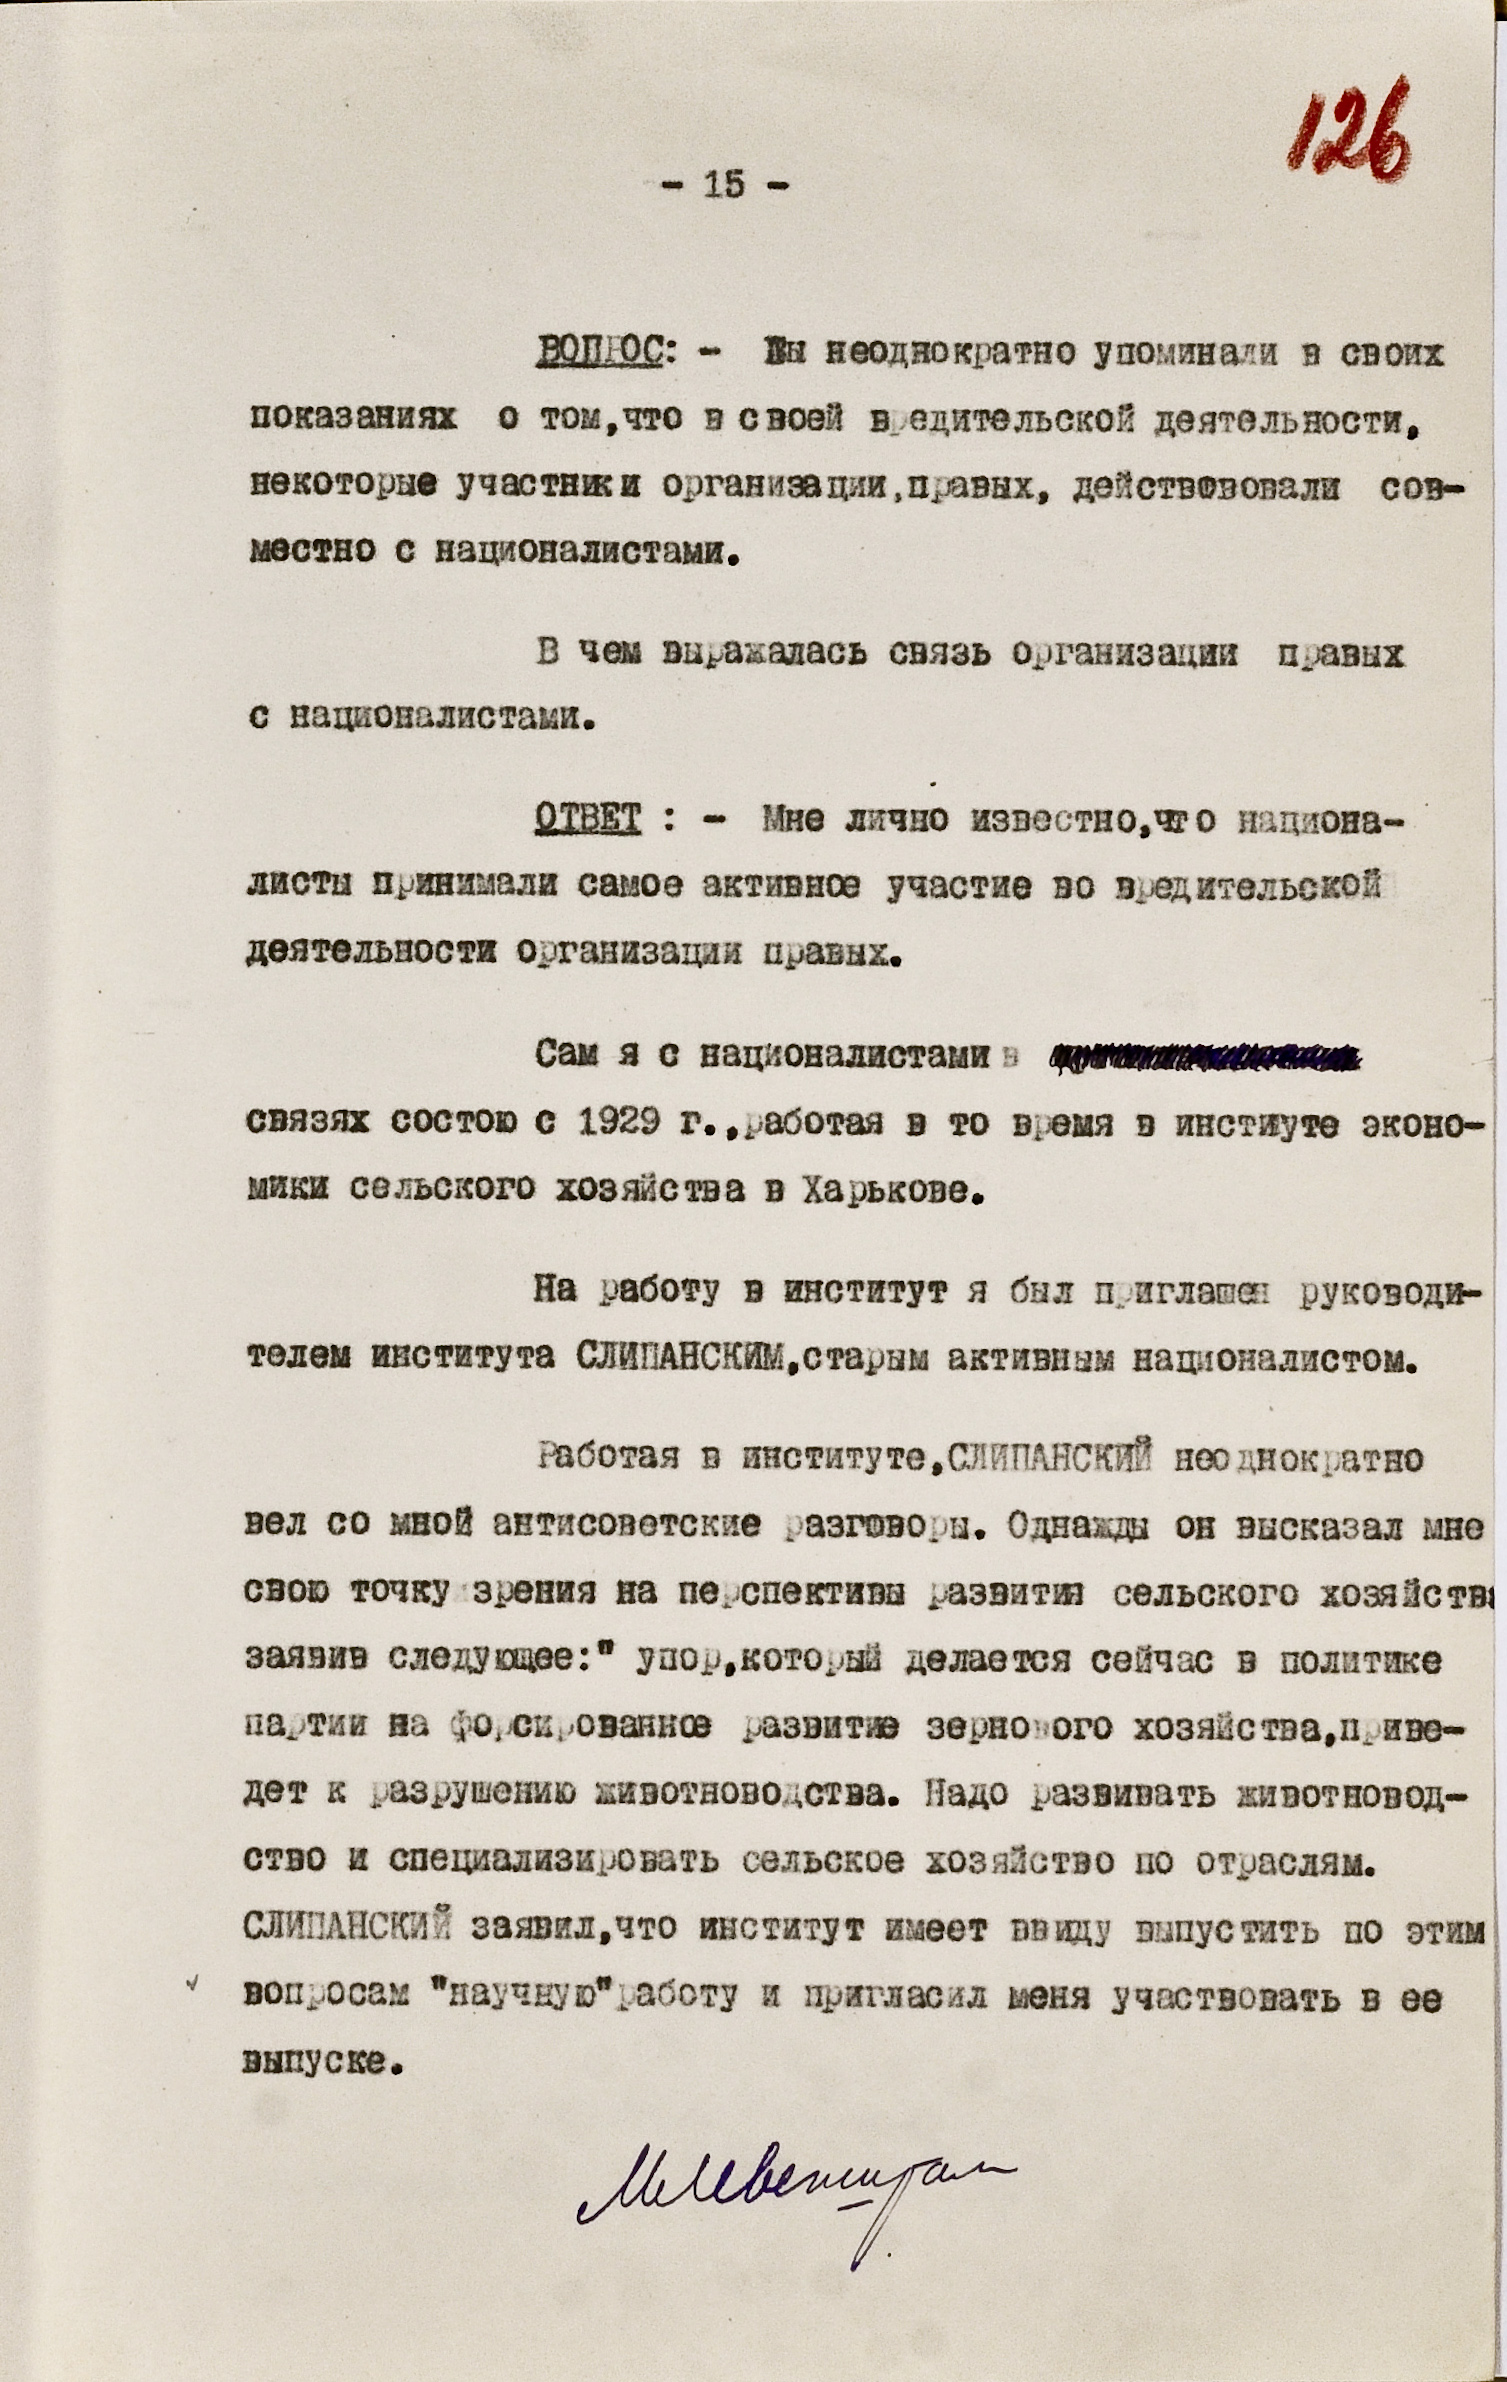 126
- 15 -
ВОПРОС: - Вы неоднократно упоминали в своих
показаниях о том,что в своей вредительской деятельности,
некоторые участники организации,правых, действовали сов-
местно с националистами.
В чем выражалась связь организации правых
с националистами.
ОТВЕТ : - Мне лично известно,что национа-
листы принимали самое активное участие во вредительской
деятельности организации правых.
Сам я с националистами в
связях состою с 1929 г.,работая в то время в инстиуте эконо-
мики сельского хозяйства в Харькове.
На работу в институт я был приглашен руководи-
телем института СЛИПАНСКИМ,старым активным националистом.
Работая в институте,СЛИПАНСКИЙ неоднократно
вел со мной антисоветские разговоры. Однажды он высказал мне
свою точку зрения на перспективы развития сельского хозяйства
заявив следующее:" упор,который делается сейчас в политике
партии на форсированное развитие зернового хозяйства,приве-
дет к разрушению животноводства. Надо развивать животновод-
ство и специализировать сельское хозяйство по отраслям.
СЛИПАНСКИЙ заявил,что институт имеет ввиду выпустить по этим
вопросам "научную"работу и пригласил меня участвовать в ее
выпуске.